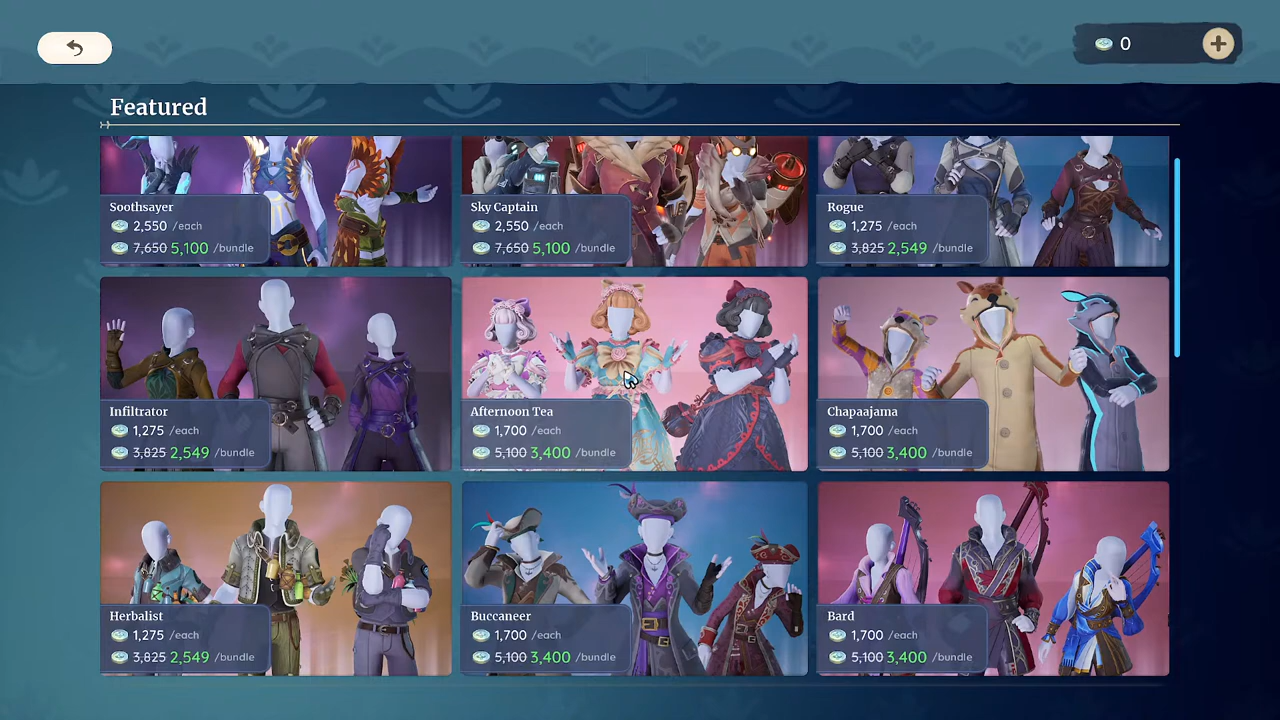 0
Featured
Soothsayer
2,550 /each
7,650 5,100 /bundle
Sky Captain
2,550 /each
7,650 5,100 /bundle
Rogue
1,275 /each
3,825 2,549 /bundle
Infiltrator
1,275 /each
3,825 2,549 /bundle
Afternoon Tea
1,700 /each
5,100 3,400 /bundle
Chapaajama
1,700 /each
5,100 3,400 /bundle
Herbalist
1,275 /each
3,825 2,549 /bundle
Buccaneer
1,700 /each
5,100 3,400 /bundle
Bard
1,700 /each
5,100 3,400 /bundle